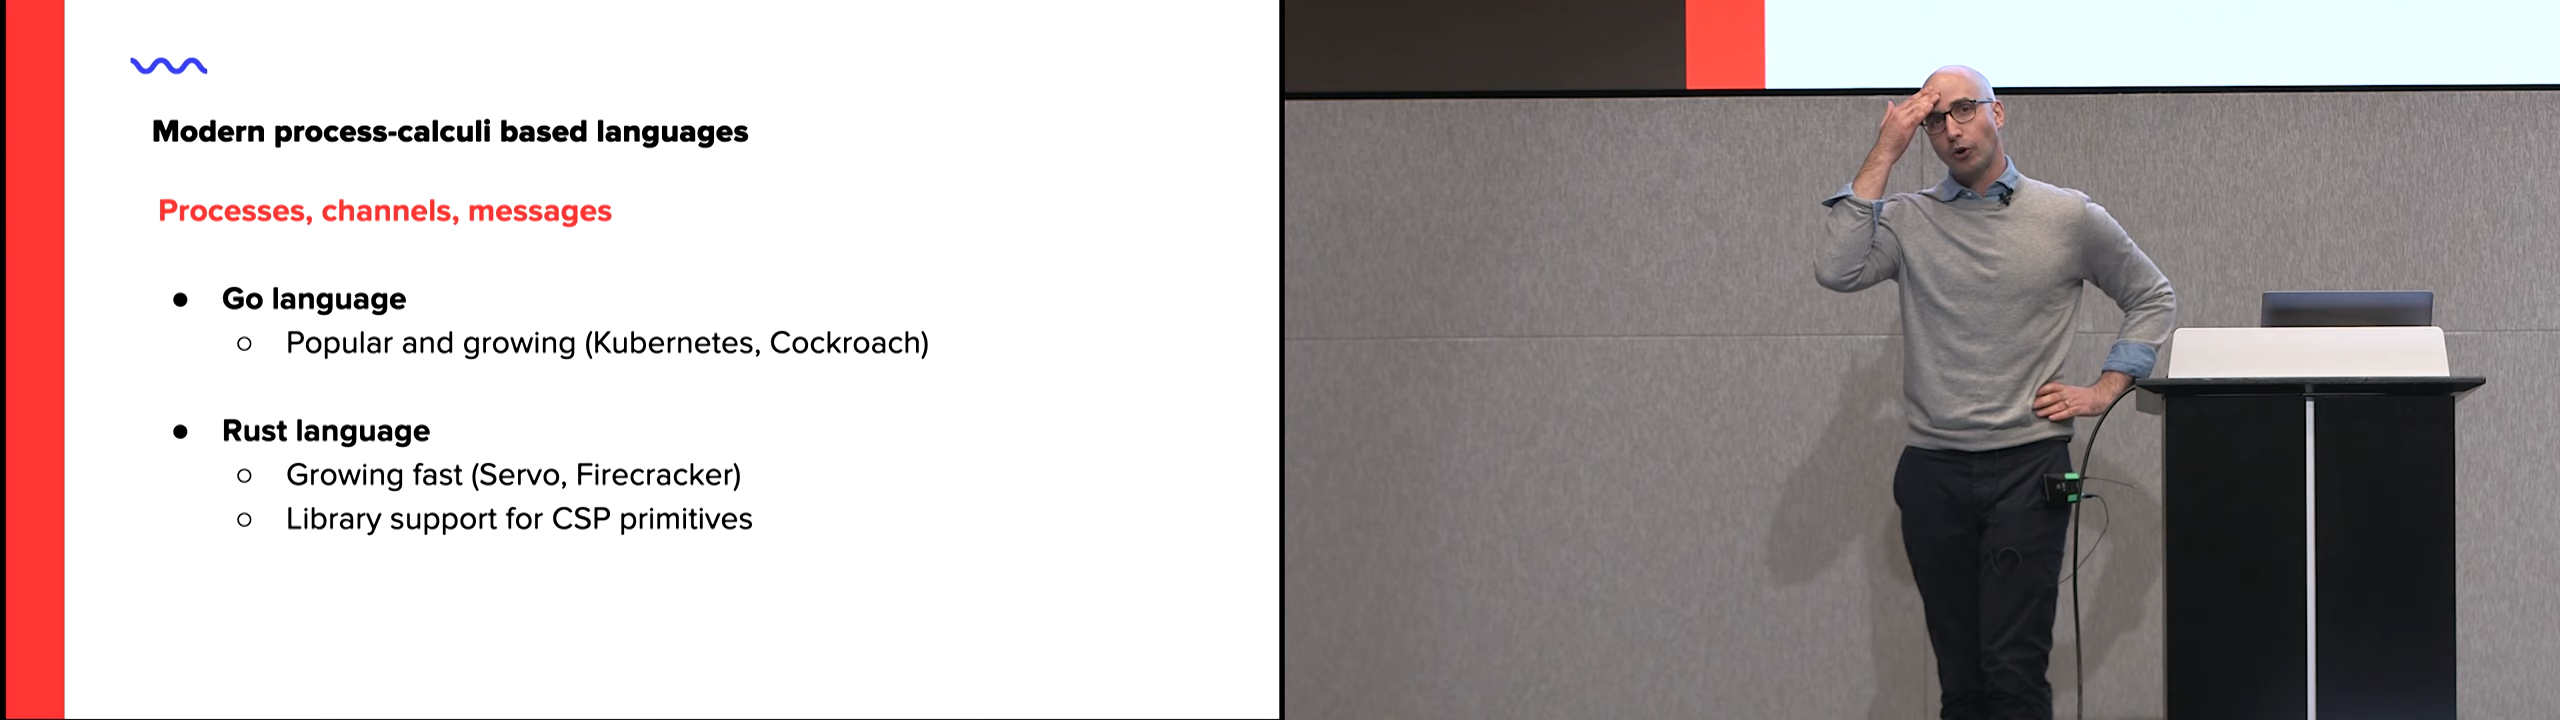 Modern process-calculi based languages
Processes, channels, messages
● Go language
○ Popular and growing (Kubernetes, Cockroach)
● Rust language
○ Growing fast (Servo, Firecracker)
○ Library support for CSP primitives